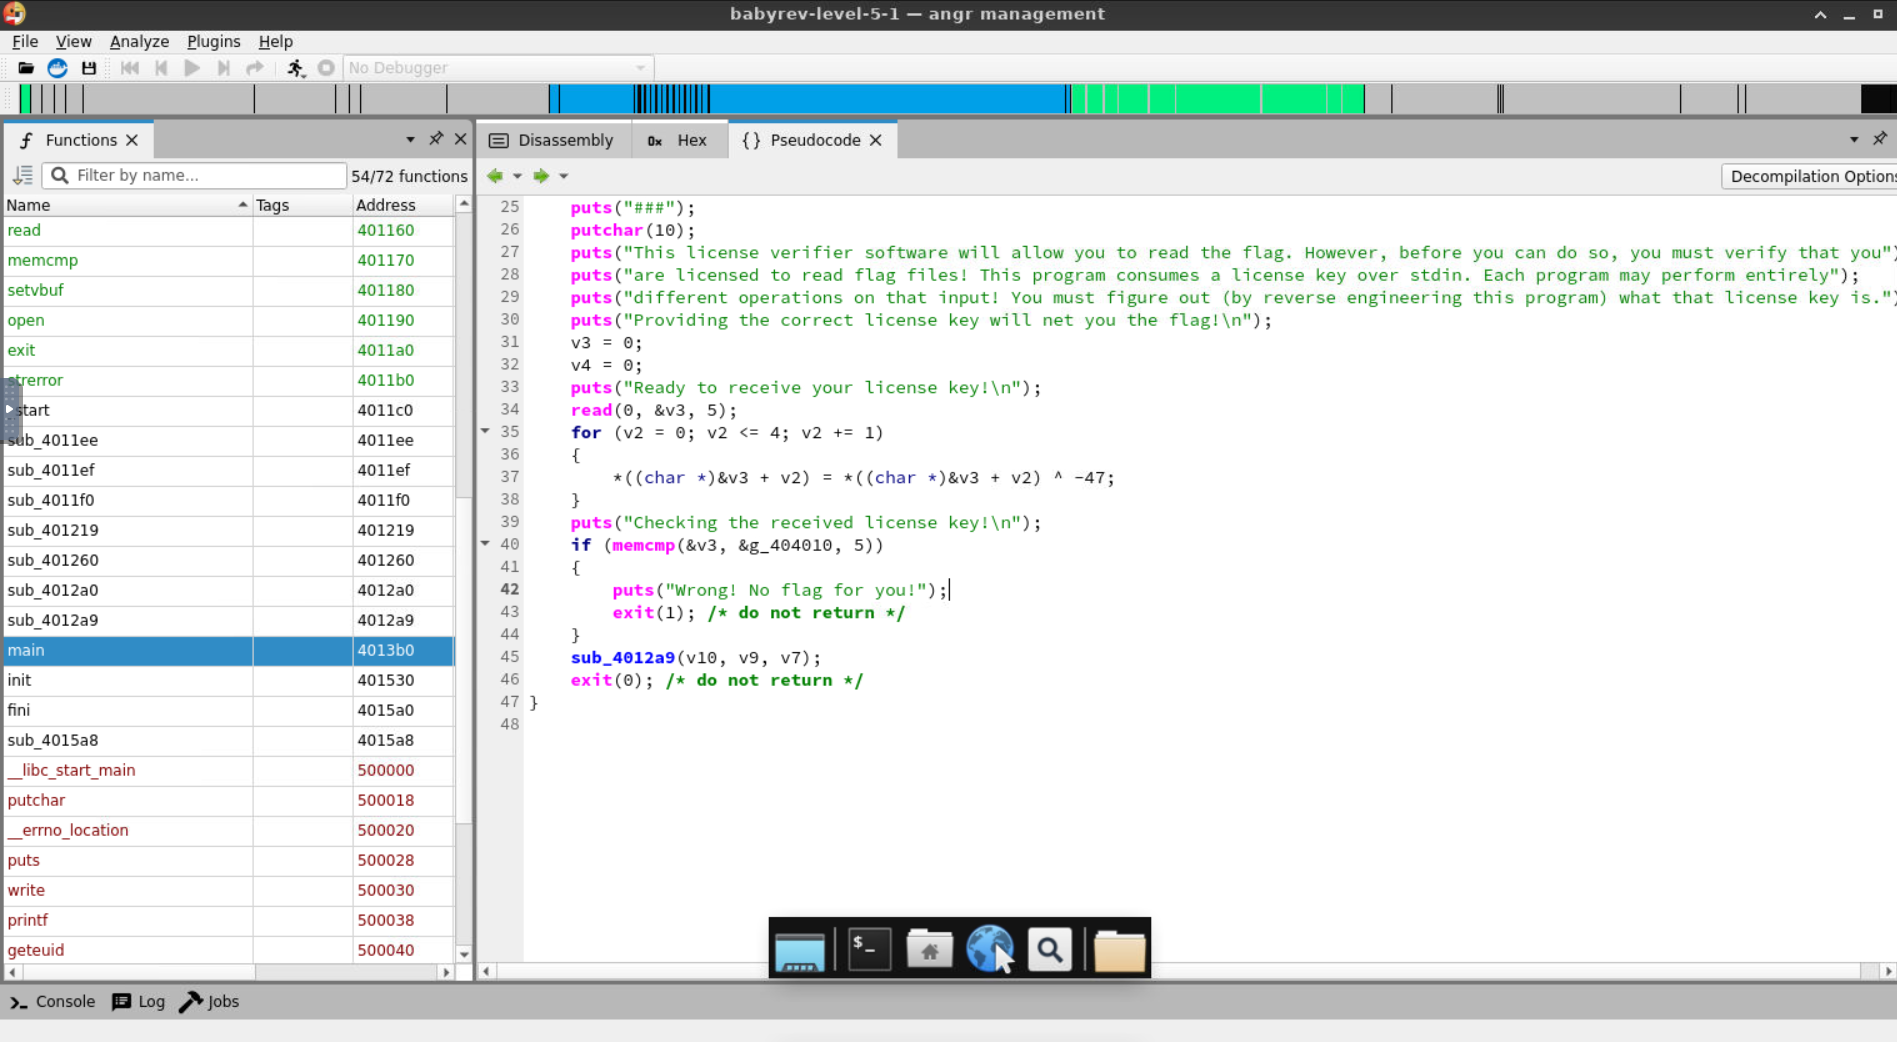 babyrev-level-5-1 — angr management
File View Analyze Plugins Help
No Debugger
Functions
Disassembly 0x Hex {} Pseudocode
Filter by name... 54/72 functions
Decompilation Options
Name Tags Address
read 401160
memcmp 401170
setvbuf 401180
open 401190
exit 4011a0
strerror 4011b0
start 4011c0
sub_4011ee 4011ee
sub_4011ef 4011ef
sub_4011f0 4011f0
sub_401219 401219
sub_401260 401260
sub_4012a0 4012a0
sub_4012a9 4012a9
main 4013b0
init 401530
fini 4015a0
sub_4015a8 4015a8
__libc_start_main 500000
putchar 500018
__errno_location 500020
puts 500028
write 500030
printf 500038
geteuid 500040
25 puts("###");
26 putchar(10);
27 puts("This license verifier software will allow you to read the flag. However, before you can do so, you must verify that you")
28 puts("are licensed to read flag files! This program consumes a license key over stdin. Each program may perform entirely");
29 puts("different operations on that input! You must figure out (by reverse engineering this program) what that license key is.")
30 puts("Providing the correct license key will net you the flag!\n");
31 v3 = 0;
32 v4 = 0;
33 puts("Ready to receive your license key!\n");
34 read(0, &v3, 5);
35 for (v2 = 0; v2 <= 4; v2 += 1)
36 {
37 *((char *)&v3 + v2) = *((char *)&v3 + v2) ^ -47;
38 }
39 puts("Checking the received license key!\n");
40 if (memcmp(&v3, &g_404010, 5))
41 {
42 puts("Wrong! No flag for you!");
43 exit(1); /* do not return */
44 }
45 sub_4012a9(v10, v9, v7);
46 exit(0); /* do not return */
47 }
48
$_
Console Log Jobs